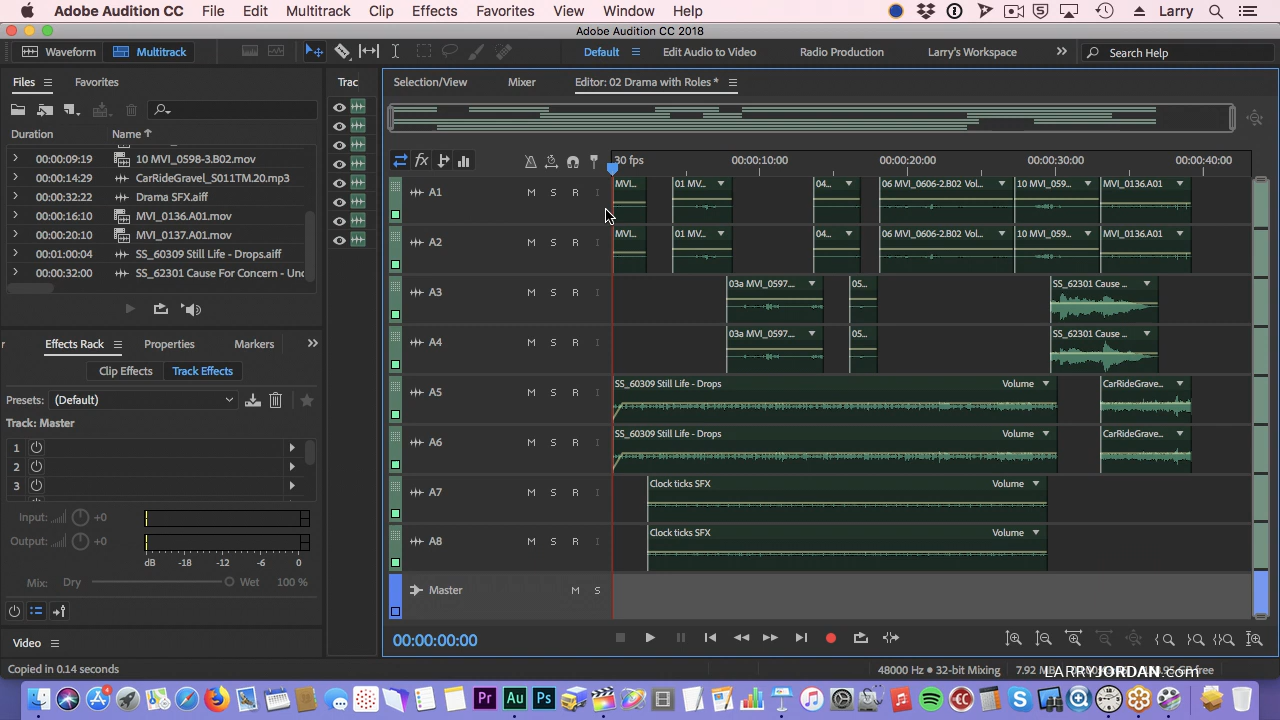 Adobe Audition CC File Edit Multitrack Clip Effects Favorites View Window Help Larry
Adobe Audition CC 2018
Waveform Multitrack Default Edit Audio to Video Radio Production Larry's Workspace Search Help
Files Favorites Trac Selection/View Mixer Editor: 02 Drama with Roles *
Duration Name
00:00:09:19 10 MVI_0598-3.B02.mov
00:00:14:29 CarRideGravel_S011TM.20.mp3
00:00:32:22 Drama SFX.aiff
00:00:16:10 MVI_0136.A01.mov
00:00:20:10 MVI_0137.A01.mov
00:01:00:04 SS_60309 Still Life - Drops.aiff
00:00:32:00 SS_62301 Cause For Concern - Unc
30 fps 00:00:10:00 00:00:20:00 00:00:30:00 00:00:40:00
A1 M S R I MVI... 01 MV... 04... 06 MVI_0606-2.B02 Vol... 10 MVI_059... MVI_0136.A01
A2 M S R I MVI... 01 MV... 04... 06 MVI_0606-2.B02 Vol... 10 MVI_059... MVI_0136.A01
A3 M S R I 03a MVI_0597.... 05... SS_62301 Cause ...
A4 M S R I 03a MVI_0597.... 05... SS_62301 Cause ...
A5 M S R I SS_60309 Still Life - Drops Volume CarRideGrave...
A6 M S R I SS_60309 Still Life - Drops Volume CarRideGrave...
A7 M S R I Clock ticks SFX Volume
A8 M S R I Clock ticks SFX Volume
Master M S
r Effects Rack Properties Markers
Clip Effects Track Effects
Presets: (Default)
Track: Master
1
2
3
Input: +0
Output: +0
dB -18 -12 -6 0
Mix: Dry Wet 100 %
Video
00:00:00:00
Copied in 0.14 seconds 48000 Hz • 32-bit Mixing 7.92 MB free
LARRYJORDAN.com
Pr Au Ps